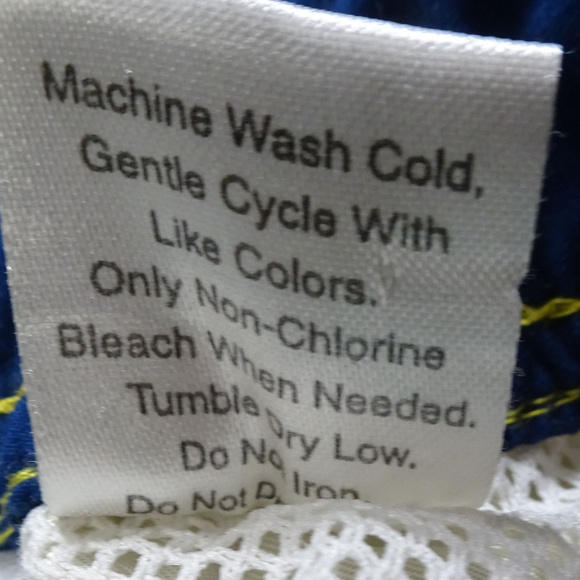 Machine Wash Cold,
Gentle Cycle With
Like Colors.
Only Non-Chlorine
Bleach When Needed.
Tumble Dry Low.
Do Not Iron.
Do Not